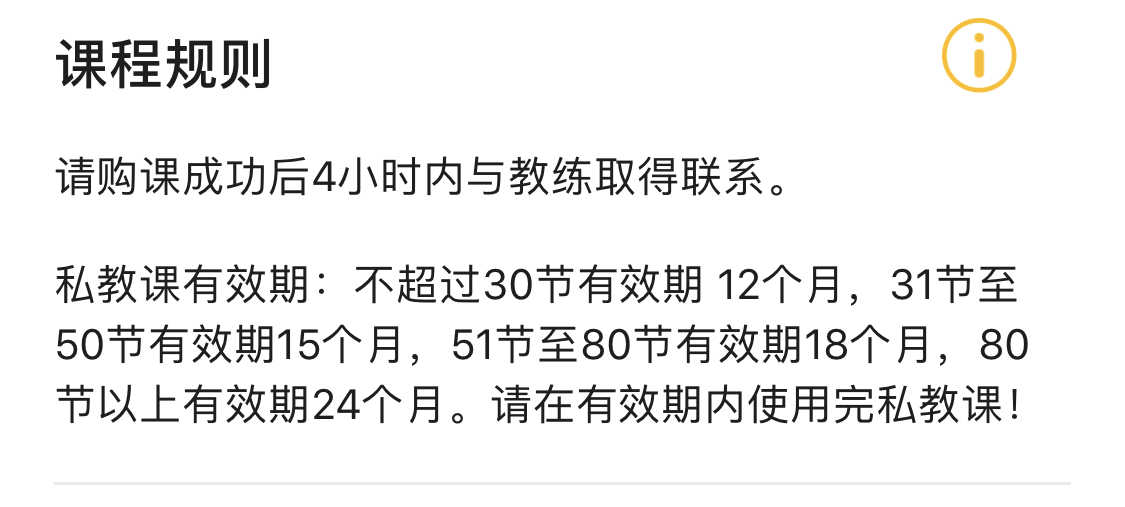 课程规则
请购课成功后4小时内与教练取得联系。
私教课有效期：不超过30节有效期 12个月，31节至
50节有效期15个月，51节至80节有效期18个月，80
节以上有效期24个月。请在有效期内使用完私教课！